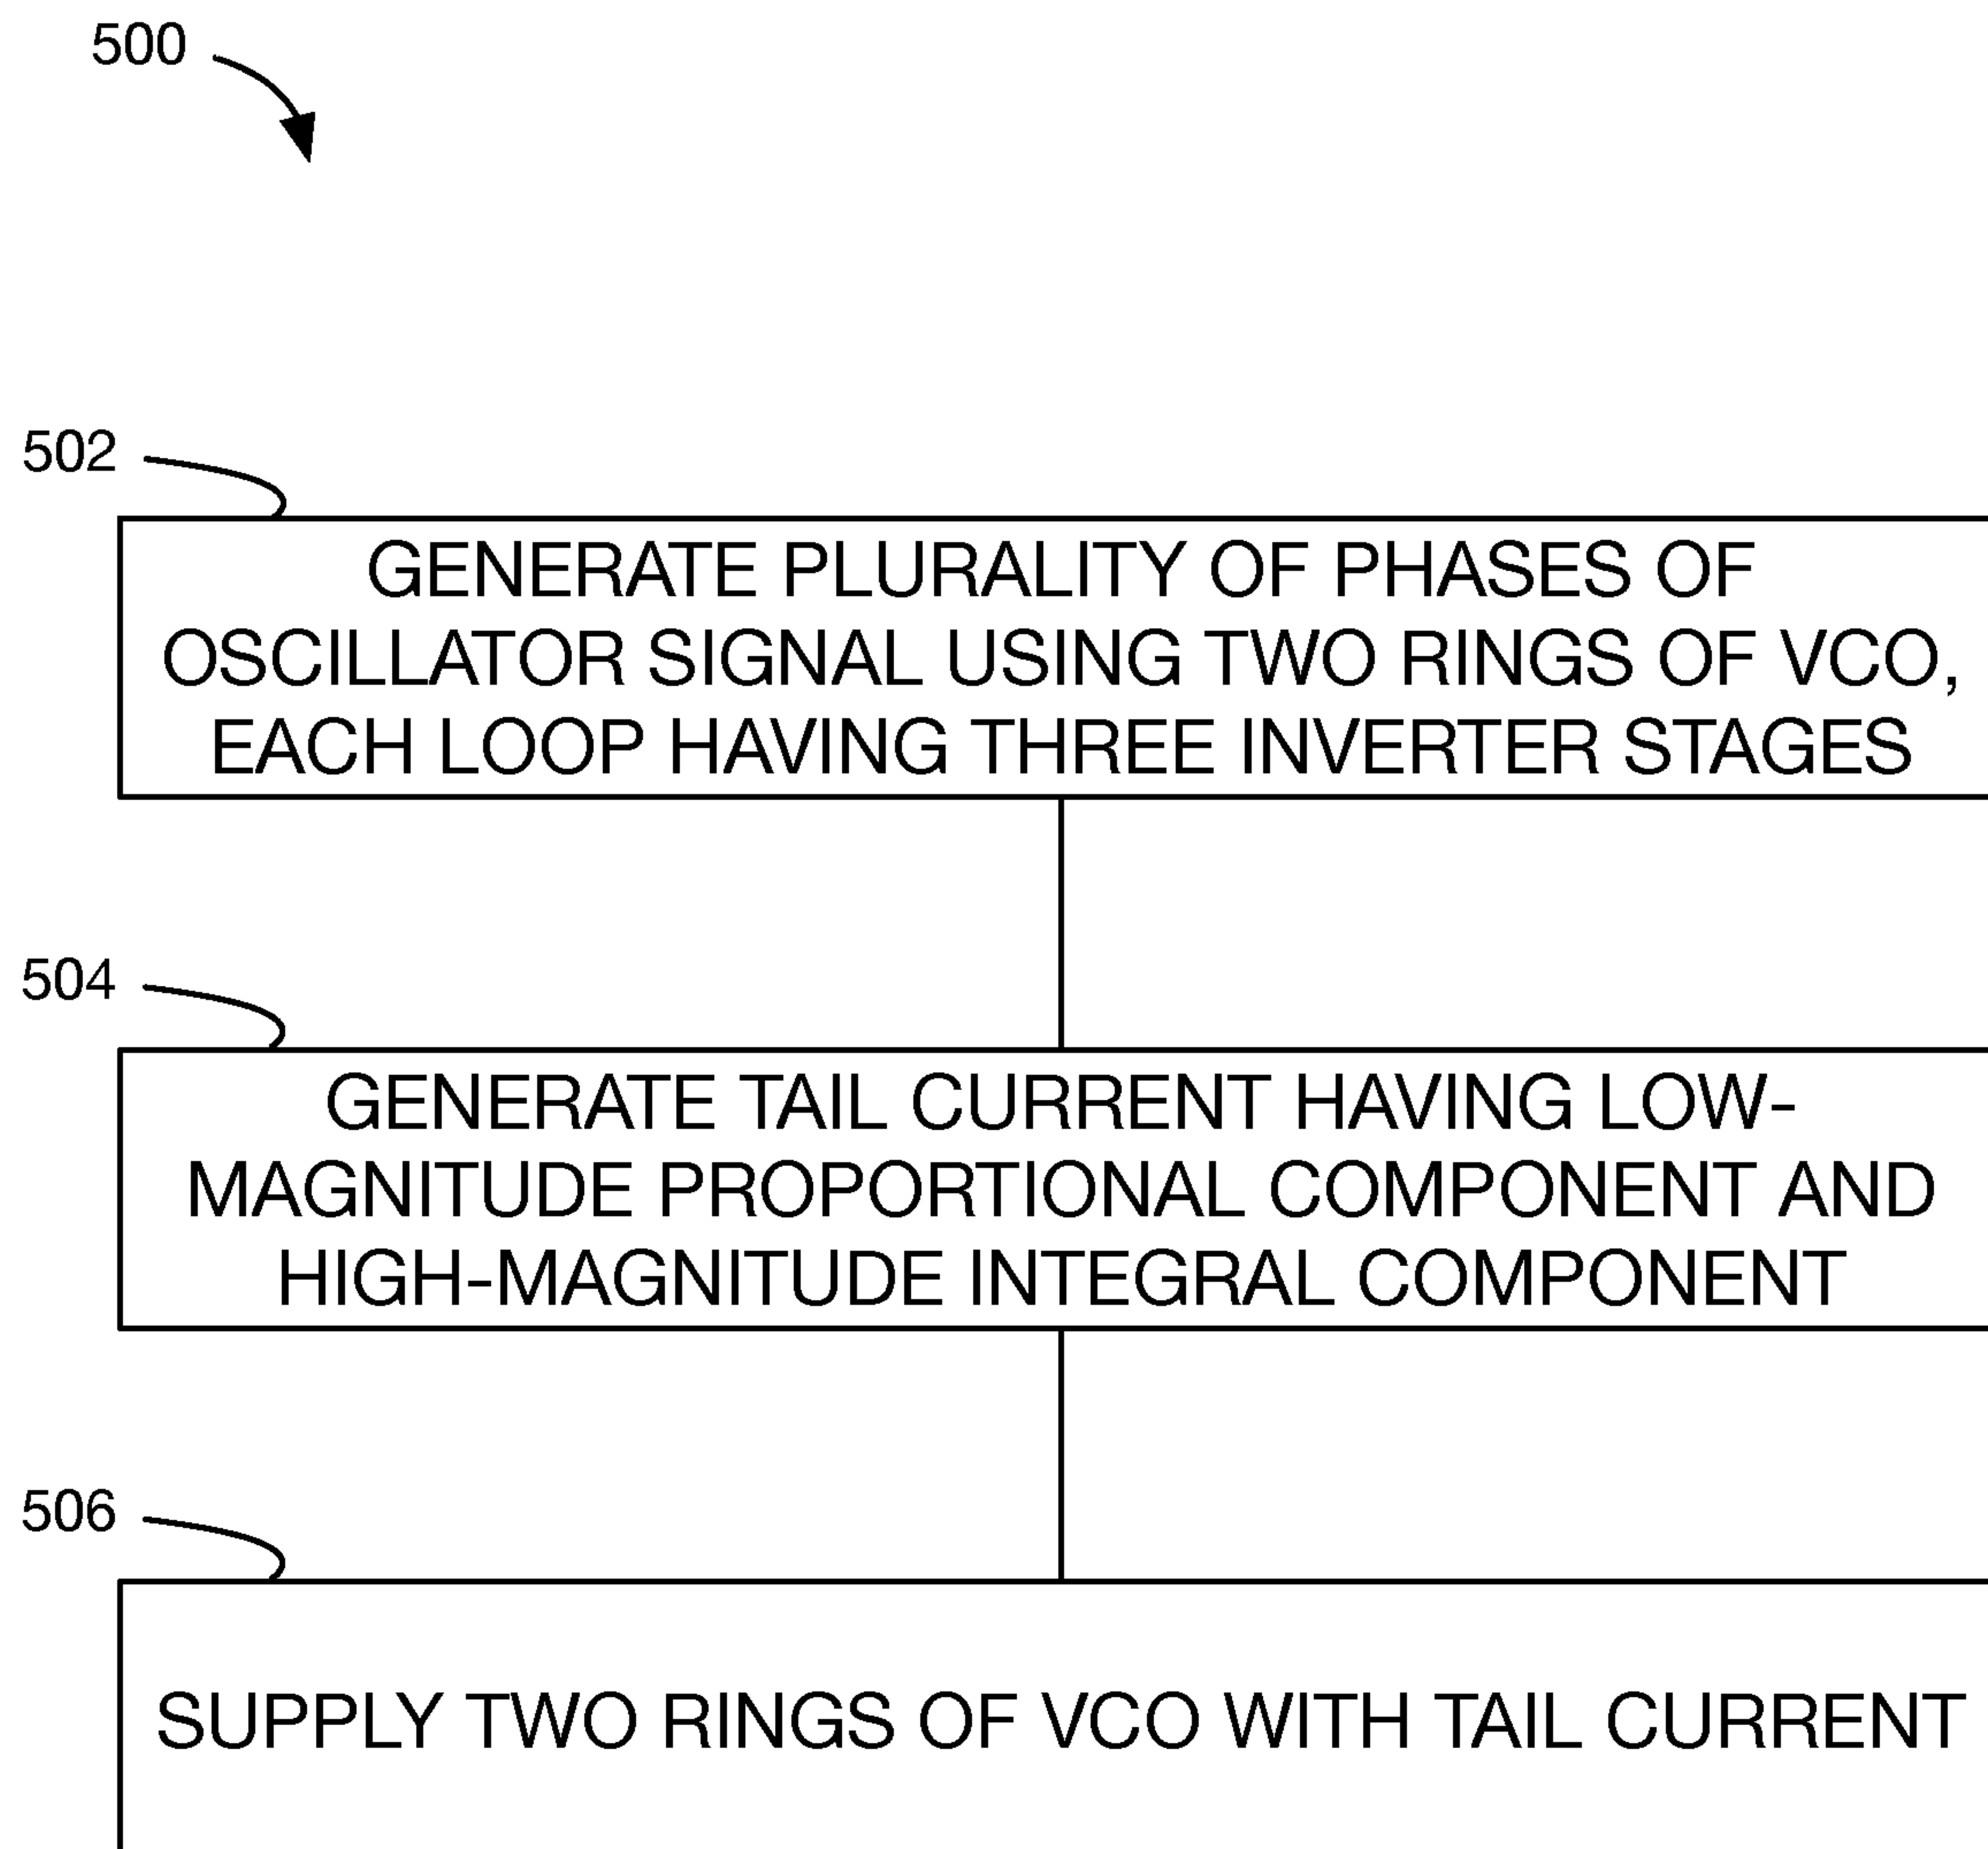 500
502
GENERATE PLURALITY OF PHASES OF
OSCILLATOR SIGNAL USING TWO RINGS OF VCO,
EACH LOOP HAVING THREE INVERTER STAGES
504
GENERATE TAIL CURRENT HAVING LOW-
MAGNITUDE PROPORTIONAL COMPONENT AND
HIGH-MAGNITUDE INTEGRAL COMPONENT
506
SUPPLY TWO RINGS OF VCO WITH TAIL CURRENT